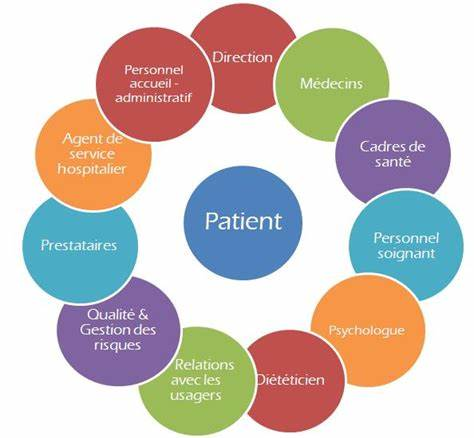 Direction
Médecins
Cadres de
santé
Personnel
soignant
Psychologue
Diététicien
Relations
avec les
usagers
Qualité &
Gestion des
risques
Prestataires
Agent de
service
hospitalier
Personnel
accueil -
administratif
Patient